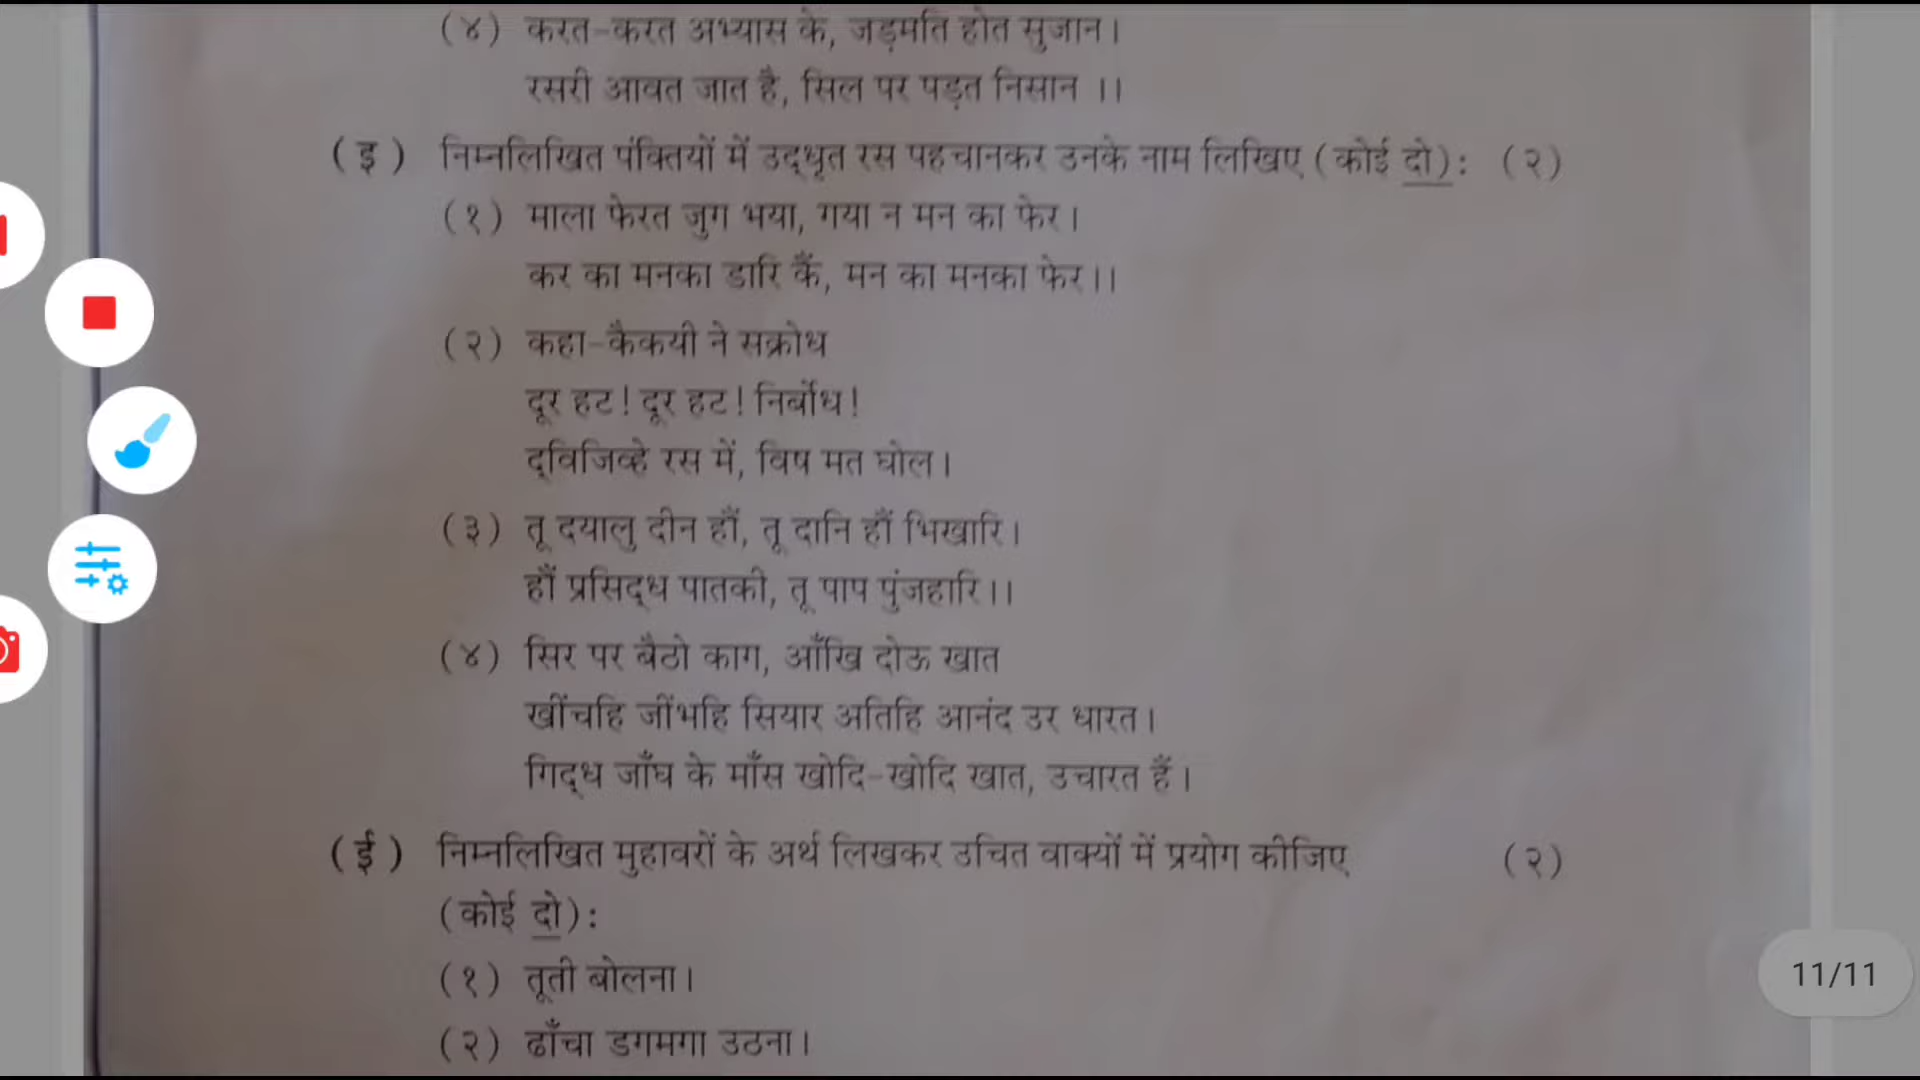 (४) करत-करत अभ्यास के, जड़मति होत सुजान।
रसरी आवत जात है, सिल पर पड़त निसान ।।
(इ) निम्नलिखित पंक्तियों में उद्धृत रस पहचानकर उनके नाम लिखिए (कोई दो): (२)
(१) माला फेरत जुग भया, गया न मन का फेर।
कर का मनका डारि कैं, मन का मनका फेर।।
(२) कहा-कैकयी ने सक्रोध
दूर हट! दूर हट! निर्बोध!
द्विजिव्हे रस में, विष मत घोल।
(३) तू दयालु दीन हौं, तू दानि हौं भिखारि।
हौं प्रसिद्ध पातकी, तू पाप पुंजहारि।।
(४) सिर पर बैठो काग, आँखि दोऊ खात
खींचहि जींभहि सियार अतिहि आनंद उर धारत।
गिद्ध जाँघ के माँस खोदि-खोदि खात, उचारत हैं।
(ई) निम्नलिखित मुहावरों के अर्थ लिखकर उचित वाक्यों में प्रयोग कीजिए (२)
(कोई दो):
(१) तूती बोलना।
11/11
(२) ढाँचा डगमगा उठना।